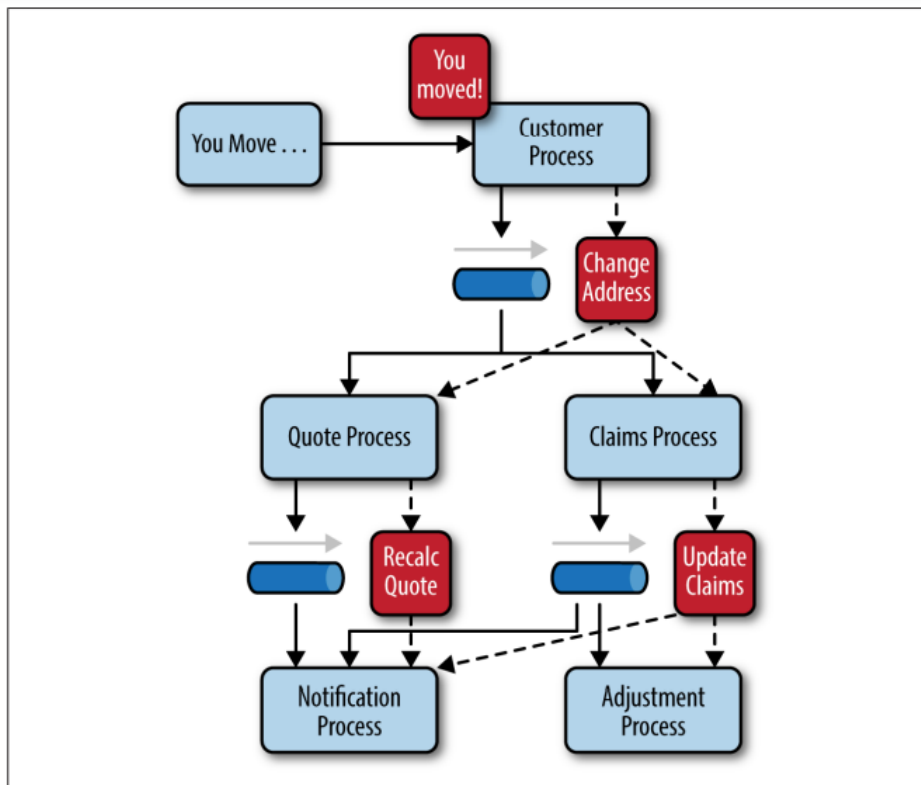 You
moved!
You Move . . .
Customer
Process
Change
Address
Quote Process
Claims Process
Recalc
Quote
Update
Claims
Notification
Process
Adjustment
Process